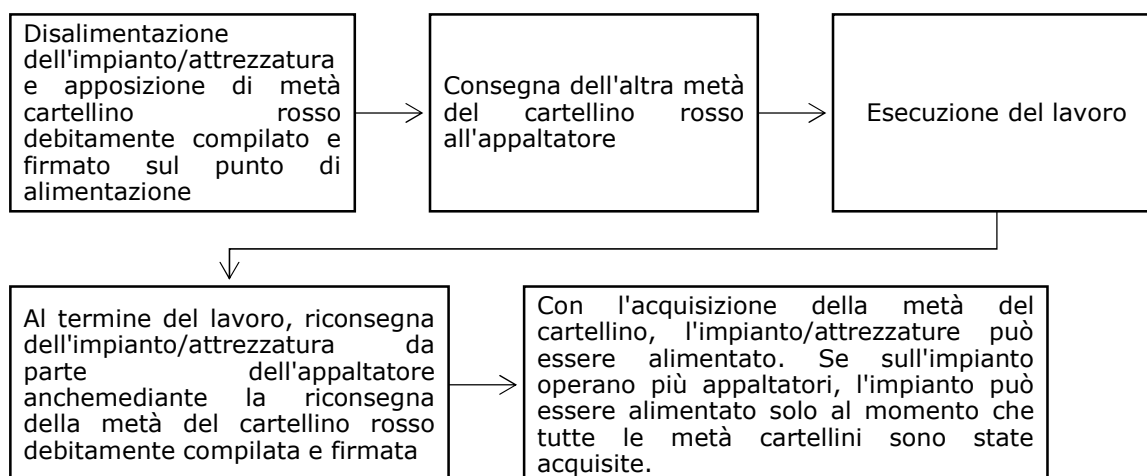 Disalimentazione
dell'impianto/attrezzatura
e apposizione di metà
cartellino rosso
debitamente compilato e
firmato sul punto di
alimentazione
Consegna dell'altra metà
del cartellino rosso
all'appaltatore
Esecuzione del lavoro
Al termine del lavoro, riconsegna
dell'impianto/attrezzatura da
parte dell'appaltatore
anchemediante la riconsegna
della metà del cartellino rosso
debitamente compilata e firmata
Con l'acquisizione della metà del
cartellino, l'impianto/attrezzature può
essere alimentato. Se sull'impianto
operano più appaltatori, l'impianto può
essere alimentato solo al momento che
tutte le metà cartellini sono state
acquisite.